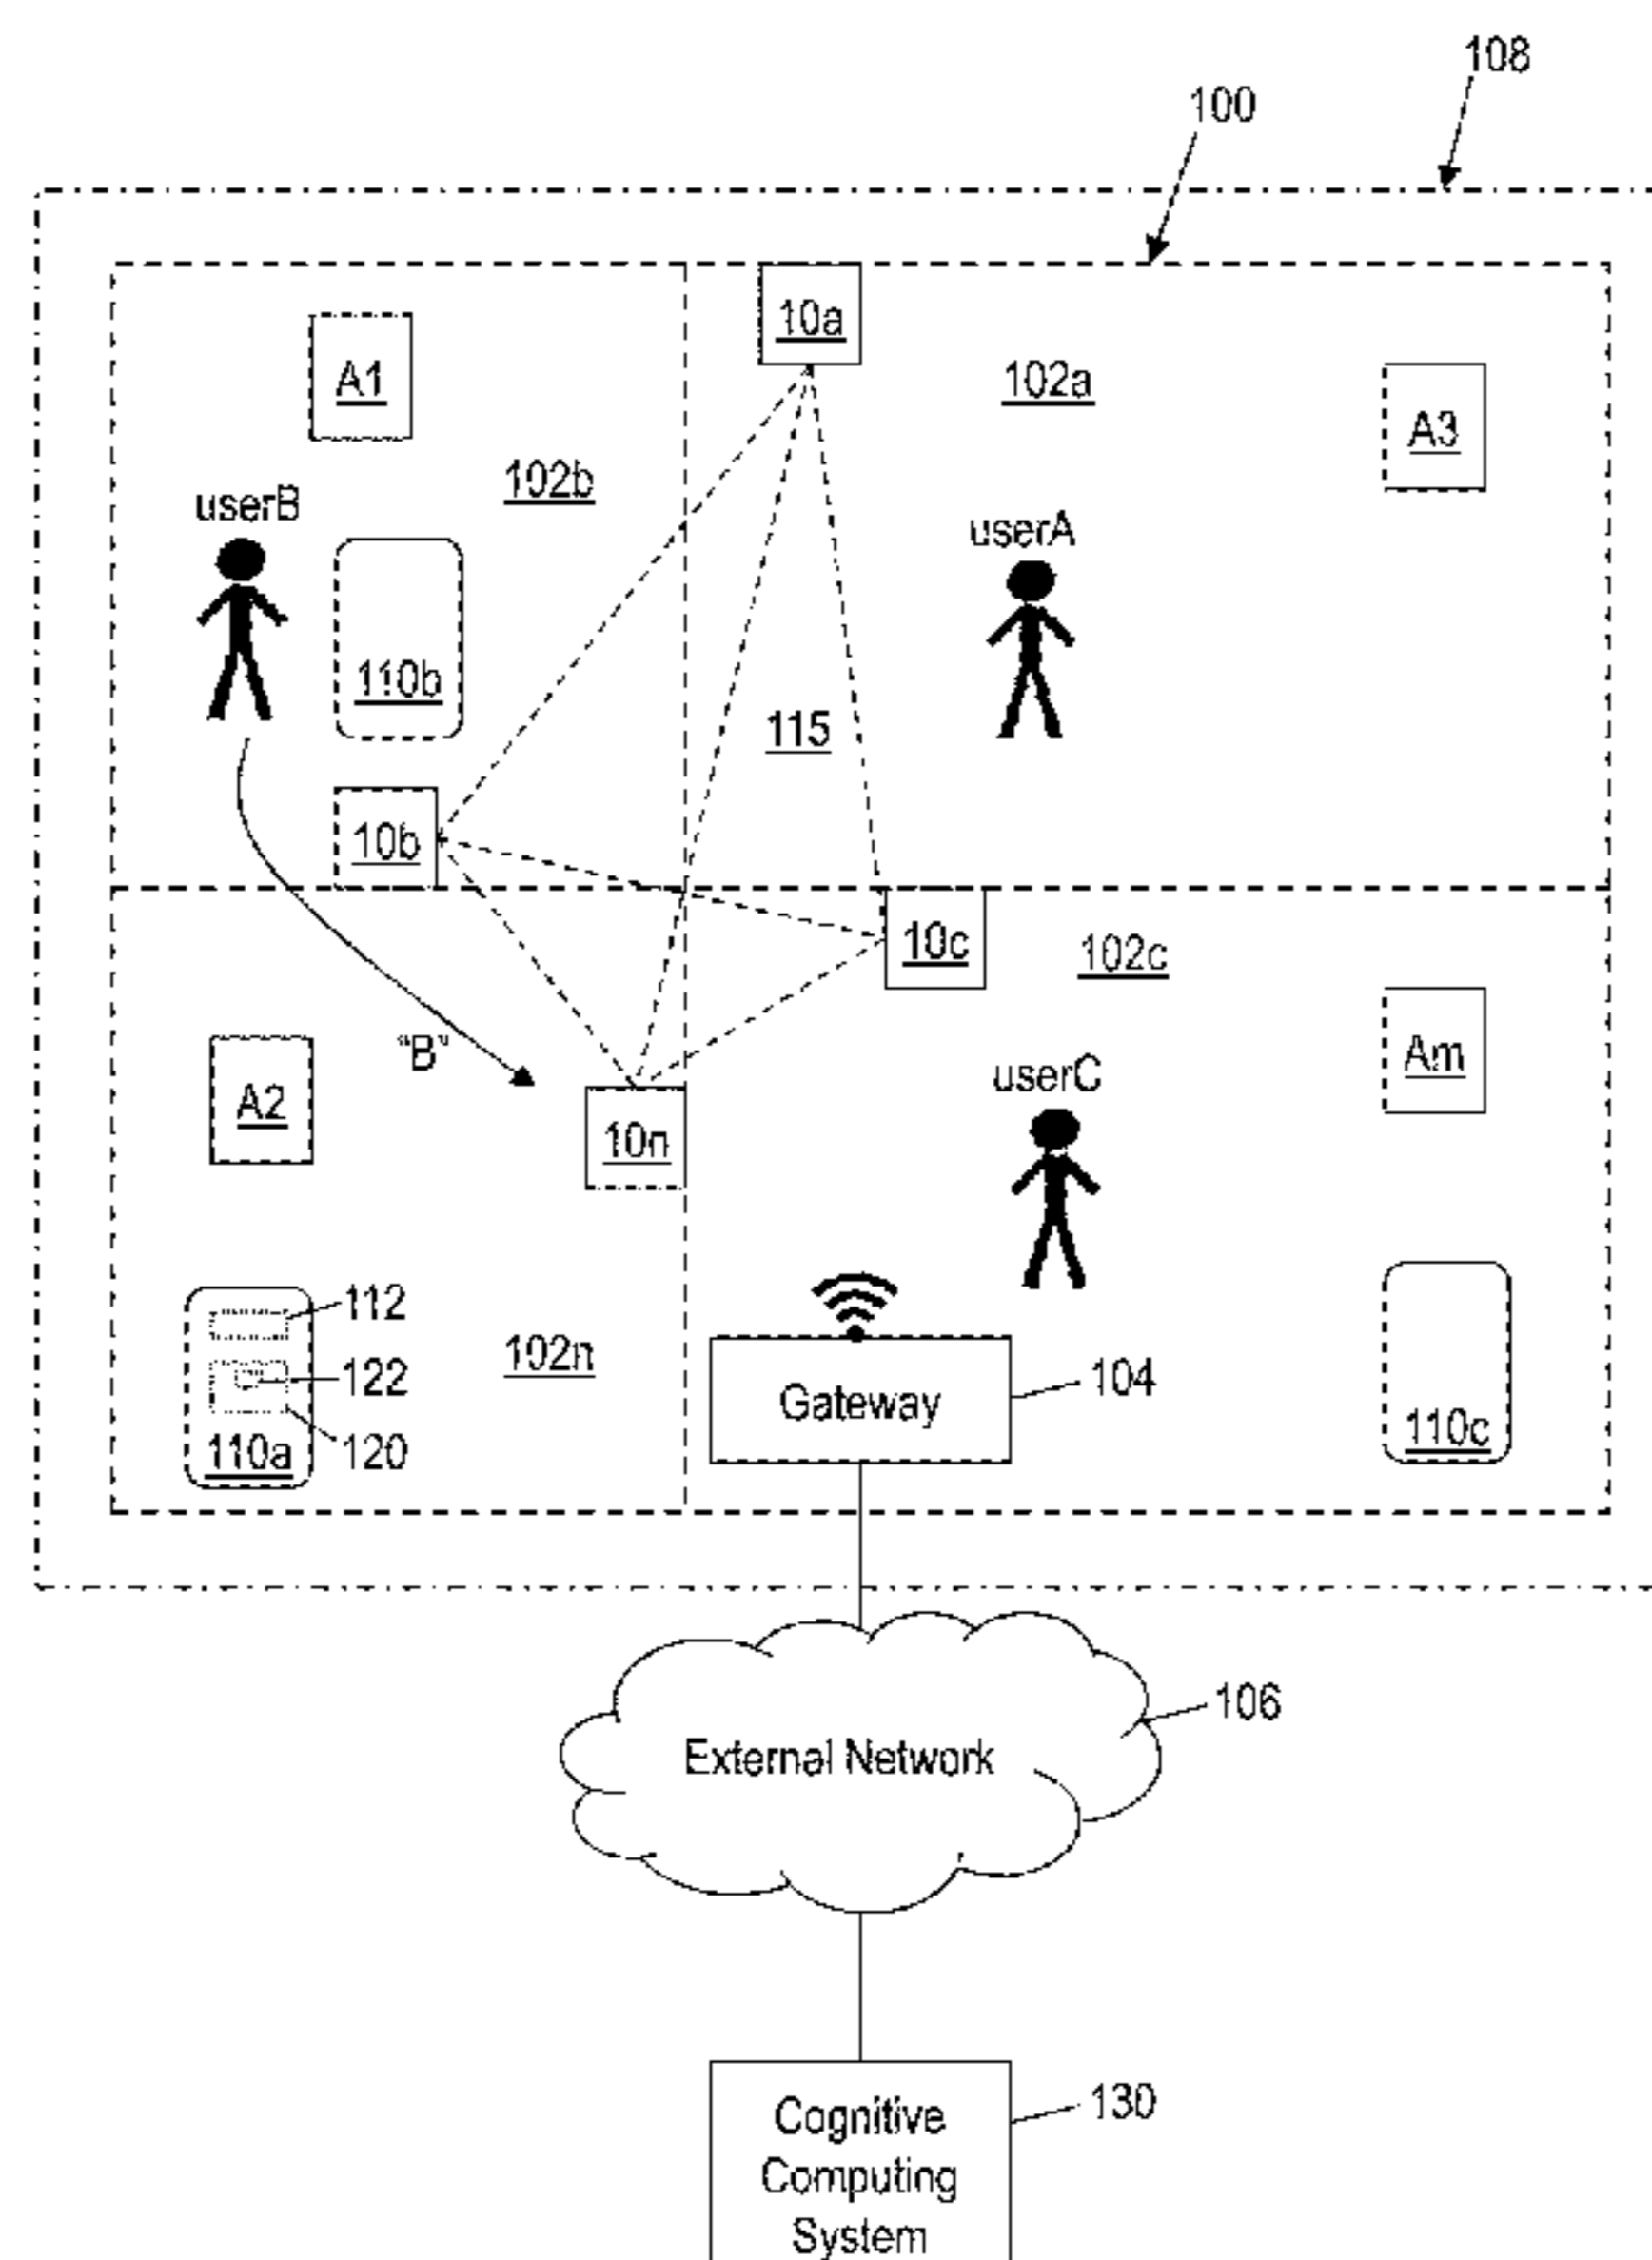 108
100
10a
A1
102a
A3
102b
userB
userA
110b
115
10b
10c
102c
"B"
Am
userC
A2
10n
112
102n
122
Gateway
104
110c
110a
120
106
External Network
130
Cognitive
Computing
System